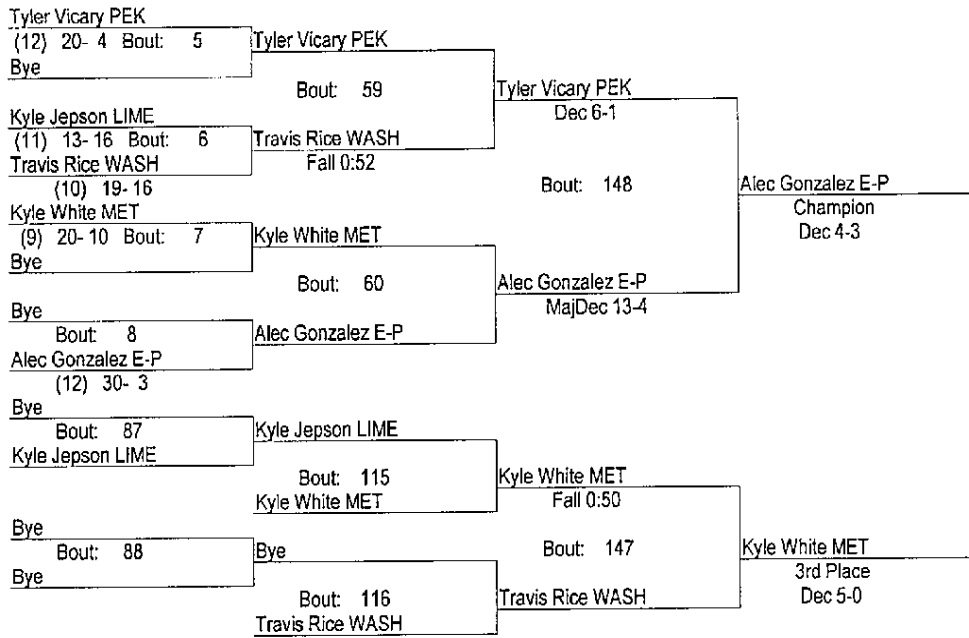 Tyler Vicary PEK
(12) 20- 4 Bout: 5
Bye
Tyler Vicary PEK
Bout: 59
Kyle Jepson LIME
(11) 13- 16 Bout: 6
Travis Rice WASH
(10) 19- 16
Travis Rice WASH
Fall 0:52
Tyler Vicary PEK
Dec 6-1
Kyle White MET
(9) 20- 10 Bout: 7
Bye
Kyle White MET
Bout: 60
Bye
Bout: 8
Alec Gonzalez E-P
(12) 30- 3
Alec Gonzalez E-P
Alec Gonzalez E-P
MajDec 13-4
Bout: 148
Alec Gonzalez E-P
Champion
Dec 4-3
Bye
Bout: 87
Kyle Jepson LIME
Kyle Jepson LIME
Bout: 115
Kyle White MET
Kyle White MET
Fall 0:50
Bye
Bout: 88
Bye
Bye
Bout: 116
Travis Rice WASH
Travis Rice WASH
Bout: 147
Kyle White MET
3rd Place
Dec 5-0